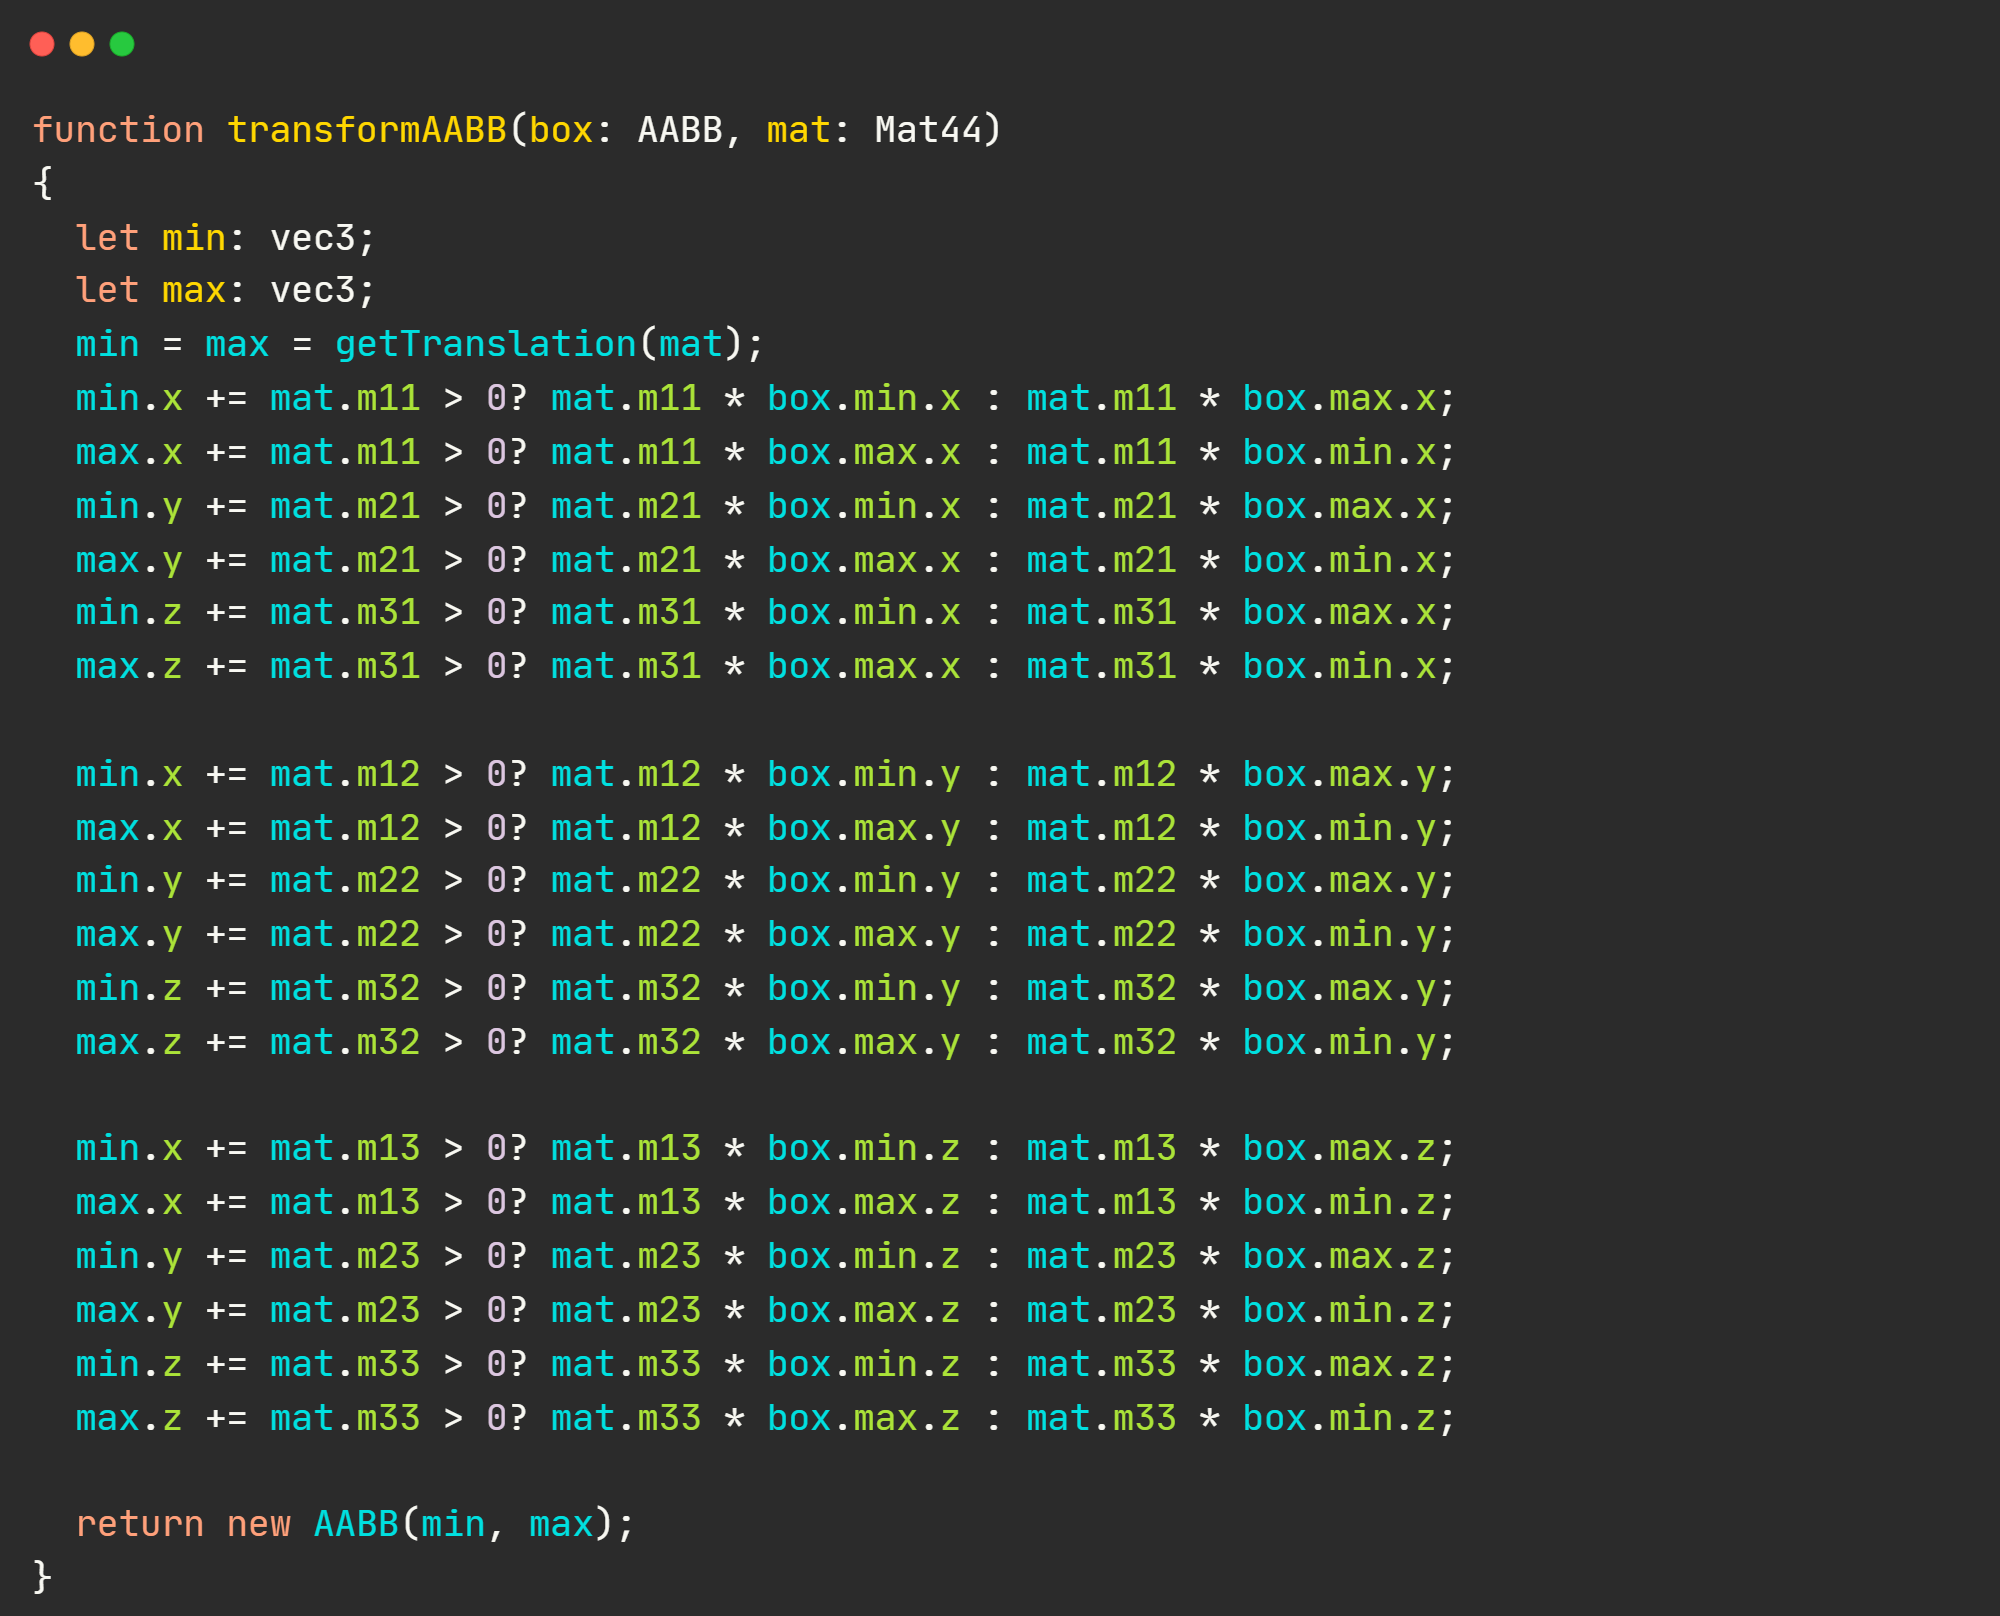 function transformAABB(box: AABB, mat: Mat44)
{
  let min: vec3;
  let max: vec3;
  min = max = getTranslation(mat);
  min.x += mat.m11 > 0? mat.m11 * box.min.x : mat.m11 * box.max.x;
  max.x += mat.m11 > 0? mat.m11 * box.max.x : mat.m11 * box.min.x;
  min.y += mat.m21 > 0? mat.m21 * box.min.x : mat.m21 * box.max.x;
  max.y += mat.m21 > 0? mat.m21 * box.max.x : mat.m21 * box.min.x;
  min.z += mat.m31 > 0? mat.m31 * box.min.x : mat.m31 * box.max.x;
  max.z += mat.m31 > 0? mat.m31 * box.max.x : mat.m31 * box.min.x;

  min.x += mat.m12 > 0? mat.m12 * box.min.y : mat.m12 * box.max.y;
  max.x += mat.m12 > 0? mat.m12 * box.max.y : mat.m12 * box.min.y;
  min.y += mat.m22 > 0? mat.m22 * box.min.y : mat.m22 * box.max.y;
  max.y += mat.m22 > 0? mat.m22 * box.max.y : mat.m22 * box.min.y;
  min.z += mat.m32 > 0? mat.m32 * box.min.y : mat.m32 * box.max.y;
  max.z += mat.m32 > 0? mat.m32 * box.max.y : mat.m32 * box.min.y;

  min.x += mat.m13 > 0? mat.m13 * box.min.z : mat.m13 * box.max.z;
  max.x += mat.m13 > 0? mat.m13 * box.max.z : mat.m13 * box.min.z;
  min.y += mat.m23 > 0? mat.m23 * box.min.z : mat.m23 * box.max.z;
  max.y += mat.m23 > 0? mat.m23 * box.max.z : mat.m23 * box.min.z;
  min.z += mat.m33 > 0? mat.m33 * box.min.z : mat.m33 * box.max.z;
  max.z += mat.m33 > 0? mat.m33 * box.max.z : mat.m33 * box.min.z;

  return new AABB(min, max);
}